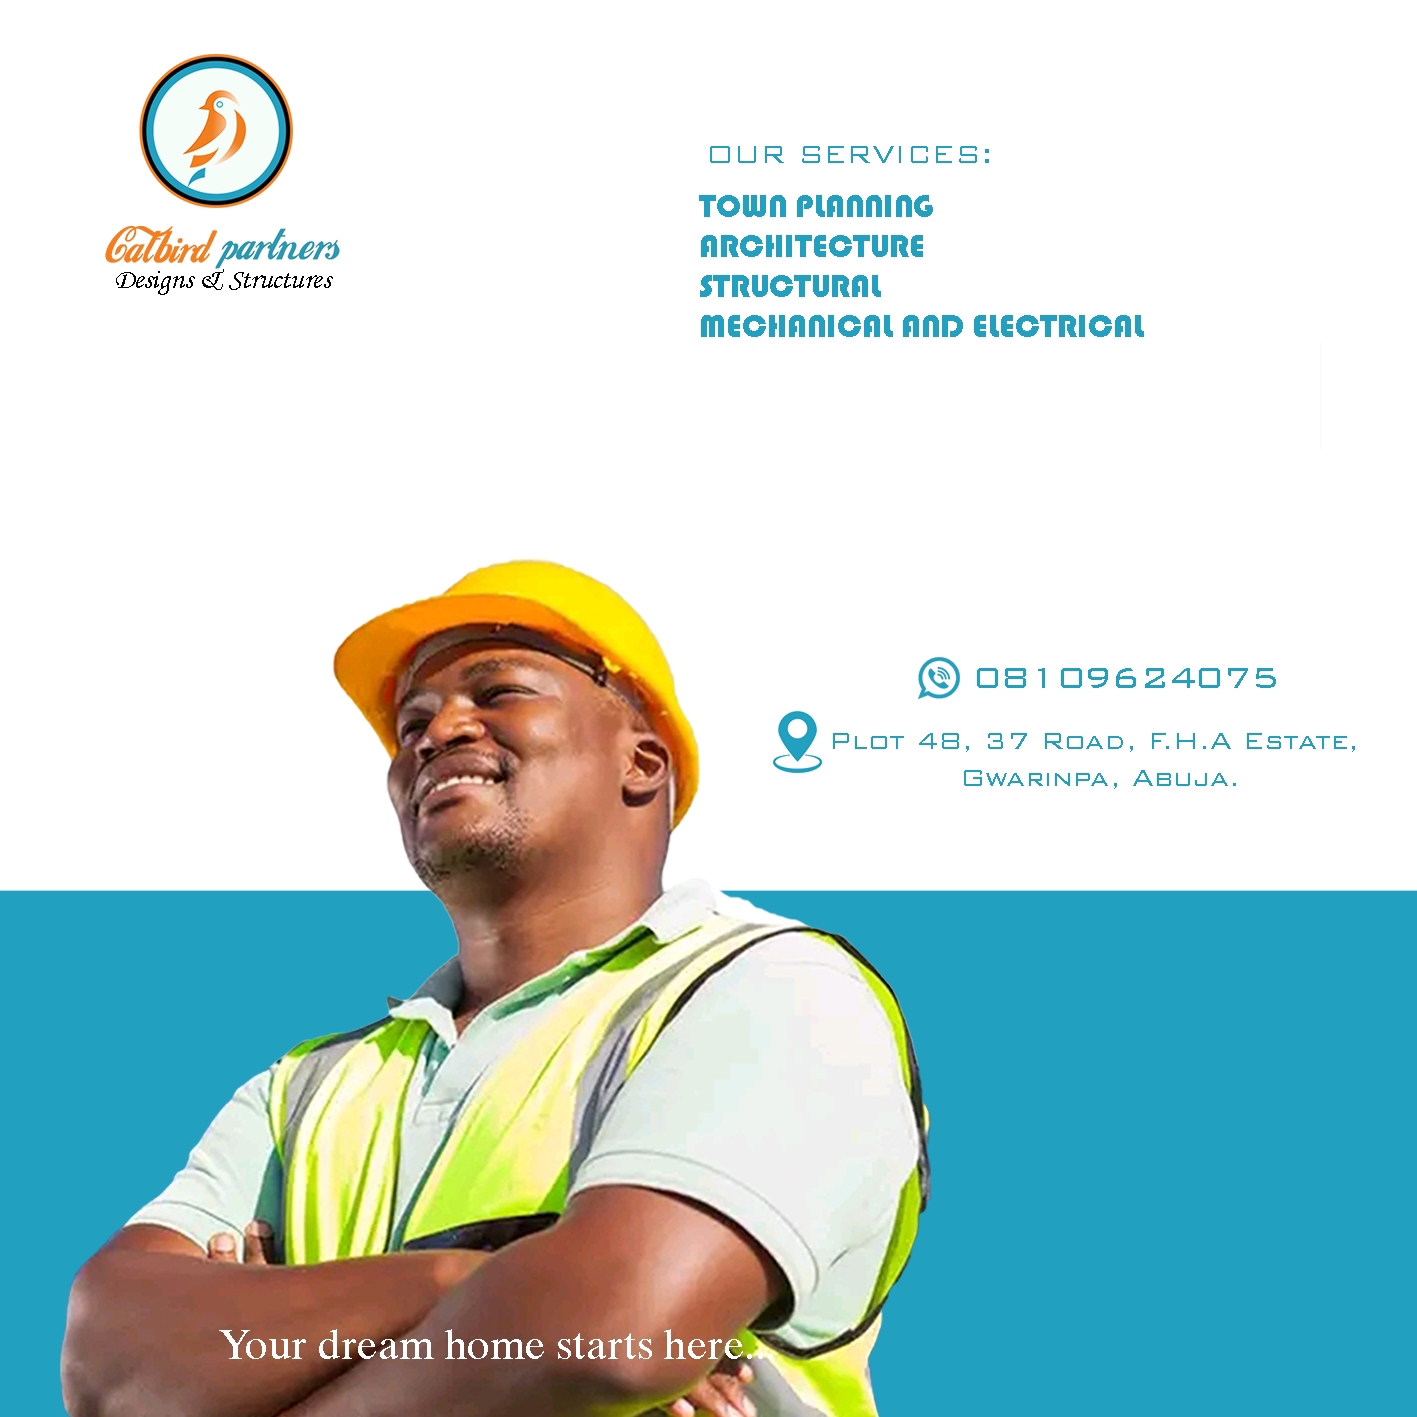 Catbird partners
Designs & Structures
OUR SERVICES:
TOWN PLANNING
ARCHITECTURE
STRUCTURAL
MECHANICAL AND ELECTRICAL
08109624075
PLOT 48, 37 ROAD, F.H.A ESTATE,
GWARINPA, ABUJA.
Your dream home starts here...